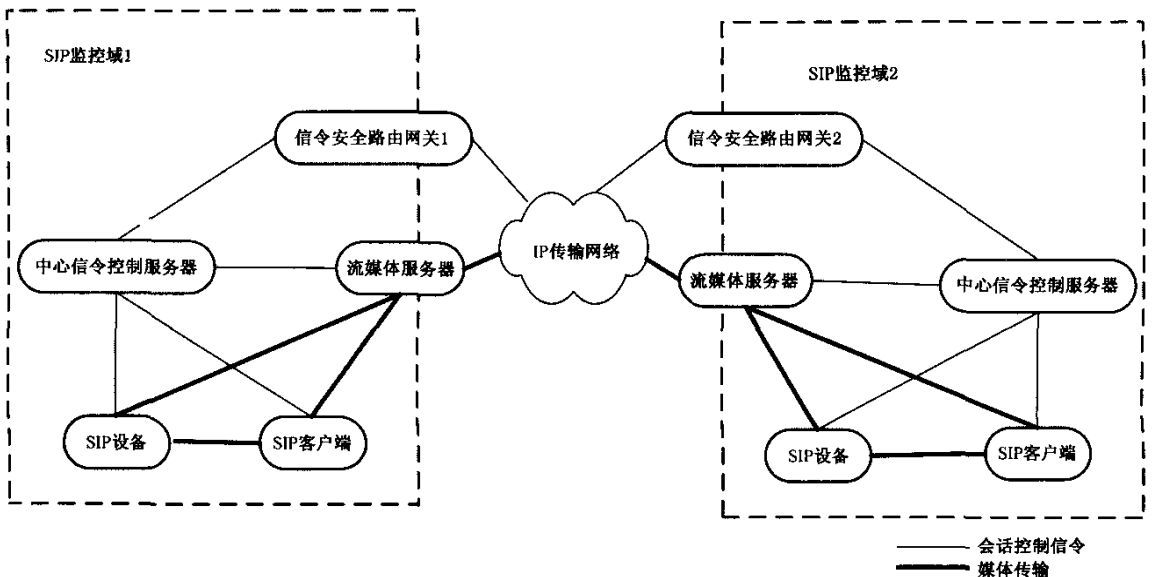 SIP监控域1
SIP监控域2
信令安全路由网关1
信令安全路由网关2
IP传输网络
中心信令控制服务器
流媒体服务器
流媒体服务器
中心信令控制服务器
SIP设备
SIP客户端
SIP设备
SIP客户端
会话控制信令
媒体传输